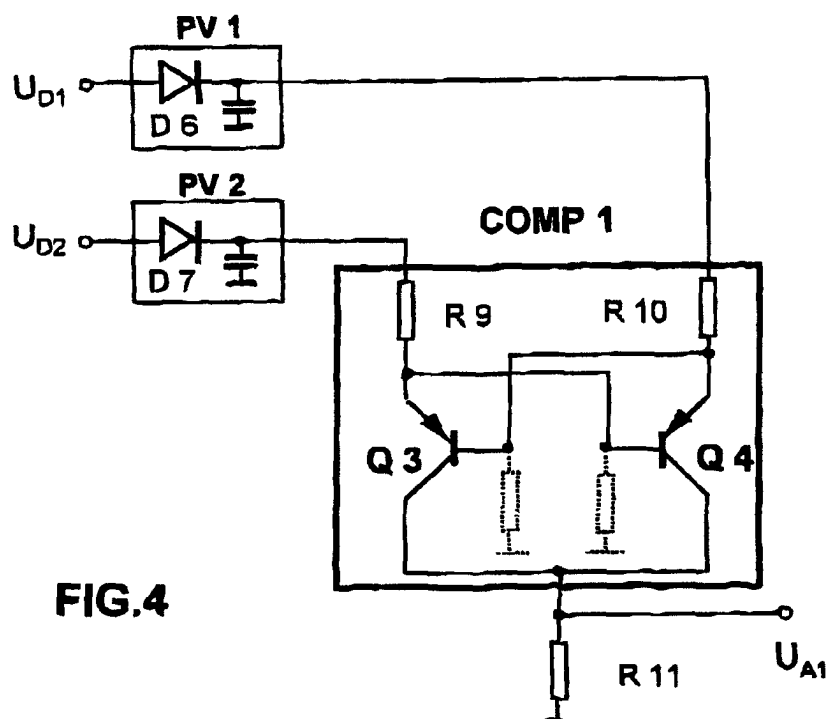 PV 1
U_D1
D 6
PV 2
U_D2
D 7
COMP 1
R 9
R 10
Q 3
Q 4
FIG.4
U_A1
R 11